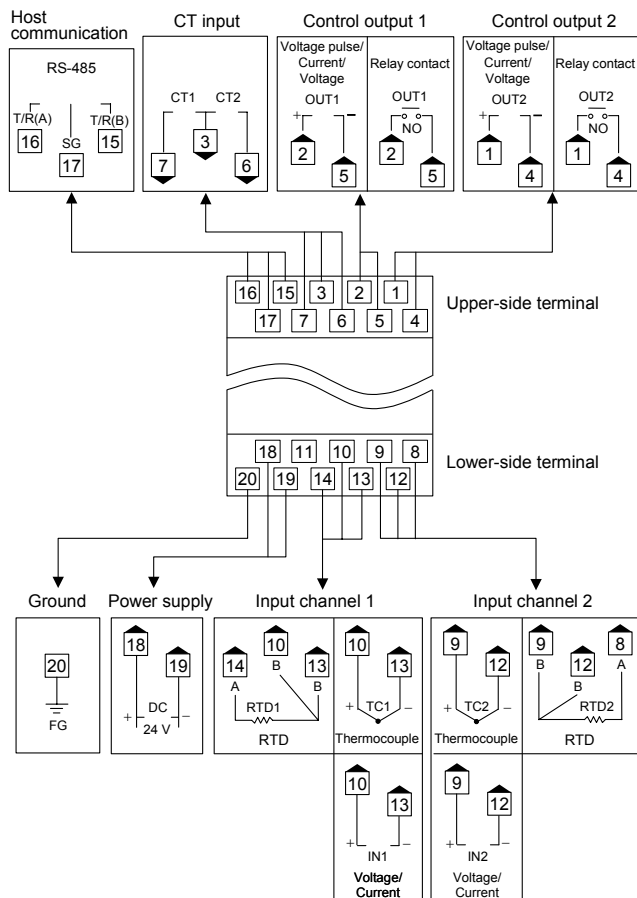 Host communication
CT input
Control output 1
Control output 2
RS-485
T/R(A)
T/R(B)
16
SG
15
17
CT1
CT2
3
7
6
Voltage pulse/
Current/
Voltage
Relay contact
+
OUT1
−
OUT1
NO
2
5
2
5
Voltage pulse/
Current/
Voltage
Relay contact
+
OUT2
−
OUT2
NO
1
4
1
4
16
15
3
2
1
17
7
6
5
4
Upper-side terminal
18
11
10
9
8
20
19
14
13
12
Lower-side terminal
Ground
Power supply
Input channel 1
Input channel 2
20
FG
18
19
+
DC
−
24 V
14
10
13
A
B
B
RTD1
RTD
10
13
+
TC1
−
Thermocouple
9
12
+
TC2
−
Thermocouple
9
12
8
B
B
A
RTD2
RTD
10
13
+
IN1
−
Voltage/
Current
9
12
+
IN2
−
Voltage/
Current